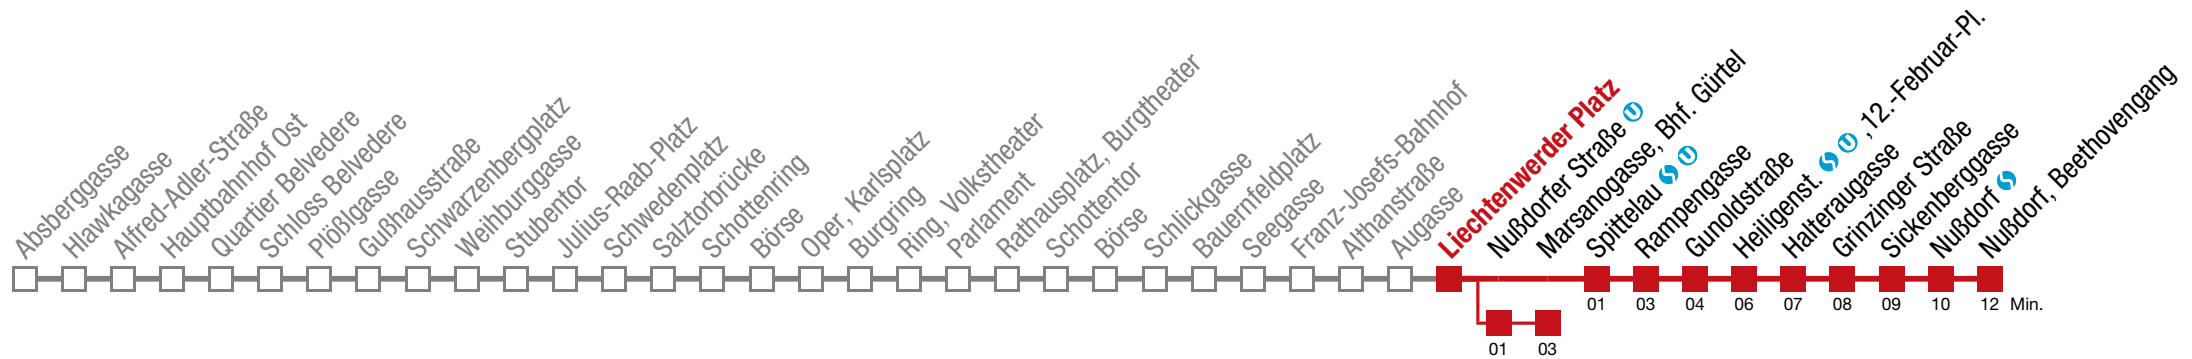 Absberggasse
Hlawkagasse
Alfred-Adler-Straße
Hauptbahnhof Ost
Quartier Belvedere
Schloss Belvedere
Plößlgasse
Gußhausstraße
Schwarzenbergplatz
Weihburggasse
Stubentor
Julius-Raab-Platz
Schwedenplatz
Salztorbrücke
Schottenring
Börse
Oper, Karlsplatz
Burgring
Ring, Volkstheater
Parlament
Rathausplatz, Burgtheater
Schottentor
Börse
Schlickgasse
Bauernfeldplatz
Seegasse
Franz-Josefs-Bahnhof
Althanstraße
Augasse
Liechtenwerder Platz
Nußdorfer Straße U
Marsanogasse, Bhf. Gürtel
Spittelau S U
Rampengasse
Gunoldstraße
Heiligenst. S U ,12.-Februar-Pl.
Halteraugasse
Grinzinger Straße
Sickenberggasse
Nußdorf S
Nußdorf, Beethovengang
01 03 04 06 07 08 09 10 12 Min.
01 03